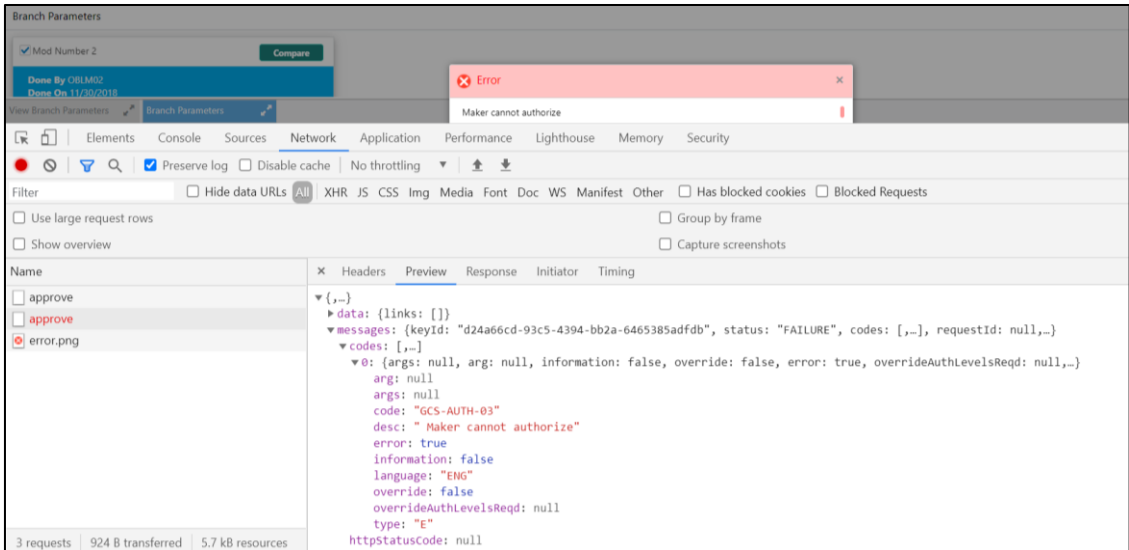 Branch Parameters
Mod Number 2
Compare
Done By OBLM02
Done On 11/30/2018
Error ×
Maker cannot authorize
View Branch Parameters
Branch Parameters
Elements Console Sources Network Application Performance Lighthouse Memory Security
Preserve log Disable cache No throttling ▼
Filter Hide data URLs All XHR JS CSS Img Media Font Doc WS Manifest Other Has blocked cookies Blocked Requests
Use large request rows Group by frame
Show overview Capture screenshots
Name × Headers Preview Response Initiator Timing
approve
approve
error.png
▼{,…}
▶data: {links: []}
▼messages: {keyId: "d24a66cd-93c5-4394-bb2a-6465385adfdb", status: "FAILURE", codes: [,…], requestId: null,…}
▼codes: [,…]
▼0: {args: null, arg: null, information: false, override: false, error: true, overrideAuthLevelsReqd: null,…}
arg: null
args: null
code: "GCS-AUTH-03"
desc: " Maker cannot authorize"
error: true
information: false
language: "ENG"
override: false
overrideAuthLevelsReqd: null
type: "E"
httpStatusCode: null
3 requests 924 B transferred 5.7 kB resources